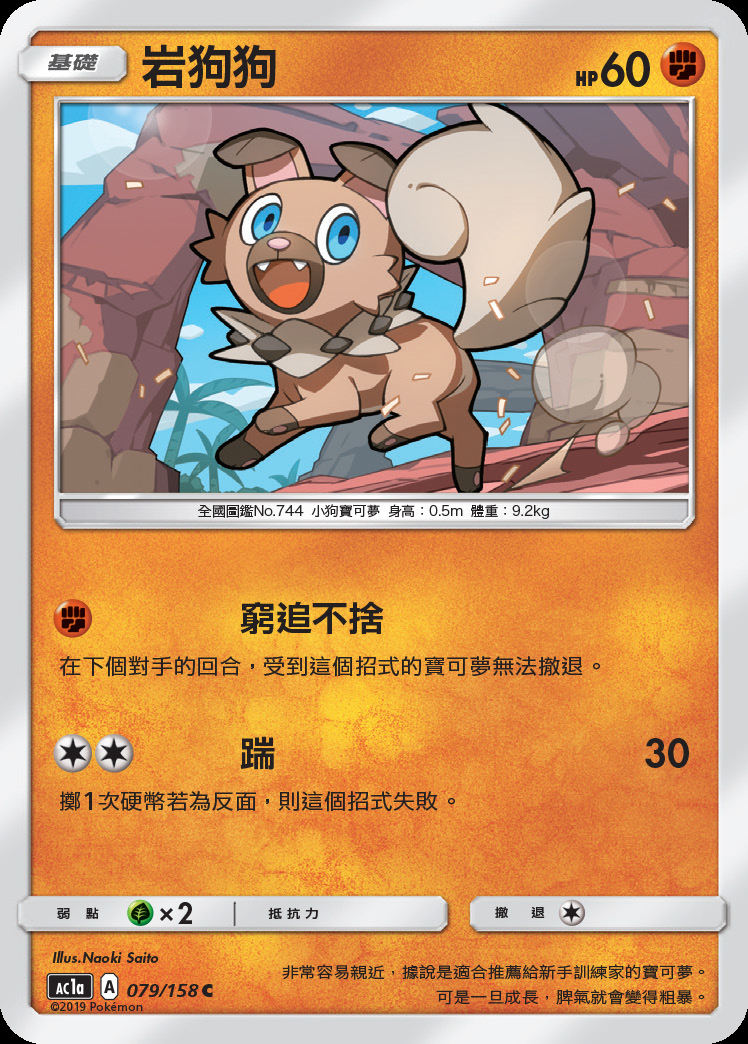 基礎 岩狗狗 HP60
全國圖鑑No.744 小狗寶可夢 身高：0.5m 體重：9.2kg
窮追不捨
在下個對手的回合，受到這個招式的寶可夢無法撤退。
踹 30
擲1次硬幣若為反面，則這個招式失敗。
弱點 ×2 抵抗力 撤退
Illus.Naoki Saito
非常容易親近，據說是適合推薦給新手訓練家的寶可夢。
AC1a A 079/158 C
可是一旦成長，脾氣就會變得粗暴。
©2019 Pokémon